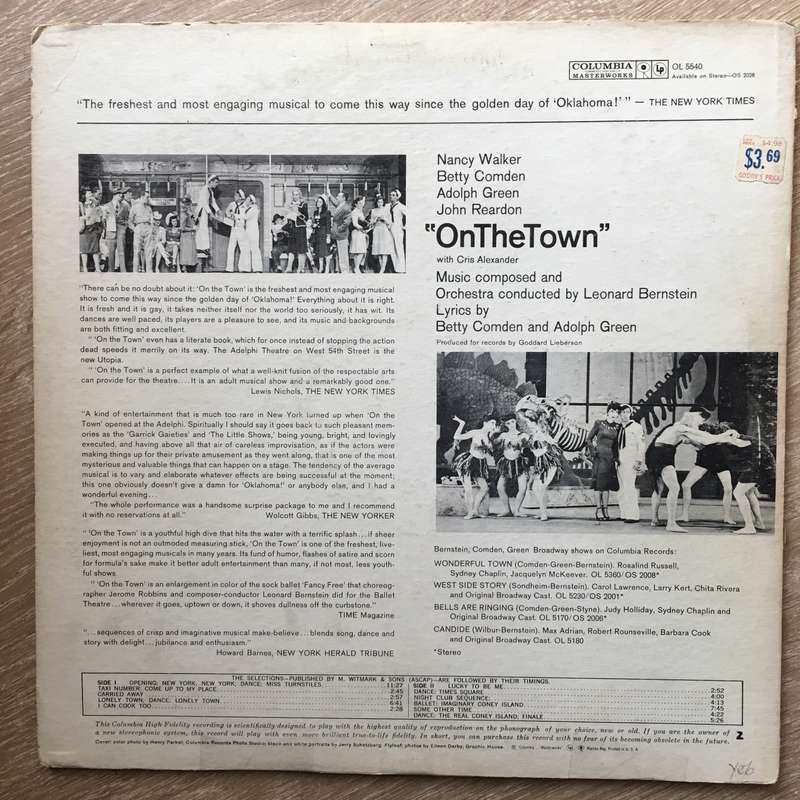 COLUMBIA
MASTERWORKS
Lp
OL 5540
Available on Stereo—OS 2028
"The freshest and most engaging musical to come this way since the golden day of 'Oklahoma!' " — THE NEW YORK TIMES
$4.98
$3.69
GOODY'S PRICE
Nancy Walker
Betty Comden
Adolph Green
John Reardon
"OnTheTown"
with Cris Alexander
Music composed and
Orchestra conducted by Leonard Bernstein
Lyrics by
Betty Comden and Adolph Green
Produced for records by Goddard Lieberson
"There can be no doubt about it: 'On the Town' is the freshest and most engaging musical
show to come this way since the golden day of 'Oklahoma!' Everything about it is right.
It is fresh and it is gay, it takes neither itself nor the world too seriously, it has wit. Its
dances are well paced, its players are a pleasure to see, and its music and backgrounds
are both fitting and excellent.
" 'On the Town' even has a literate book, which for once instead of stopping the action
dead speeds it merrily on its way. The Adelphi Theatre on West 54th Street is the
new Utopia.
" 'On the Town' is a perfect example of what a well-knit fusion of the respectable arts
can provide for the theatre.... It is an adult musical show and a remarkably good one."
Lewis Nichols, THE NEW YORK TIMES
"A kind of entertainment that is much too rare in New York turned up when 'On the
Town' opened at the Adelphi. Spiritually I should say it goes back to such pleasant mem-
ories as the 'Garrick Gaieties' and 'The Little Shows,' being young, bright, and lovingly
executed, and having above all that air of careless improvisation, as if the actors were
making things up for their private amusement as they went along, that is one of the most
mysterious and valuable things that can happen on a stage. The tendency of the average
musical is to vary and elaborate whatever effects are being successful at the moment;
this one obviously doesn't give a damn for 'Oklahoma!' or anybody else, and I had a
wonderful evening...
"The whole performance was a handsome surprise package to me and I recommend
it with no reservations at all."
Wolcott Gibbs, THE NEW YORKER
" 'On the Town' is a youthful high dive that hits the water with a terrific splash...if sheer
enjoyment is not an outmoded measuring stick, 'On the Town' is one of the freshest, live-
liest, most engaging musicals in many years. Its fund of humor, flashes of satire and scorn
for formula's sake make it better adult entertainment than many, if not most, less youth-
ful shows.
" 'On the Town' is an enlargement in color of the sock ballet 'Fancy Free' that choreog-
rapher Jerome Robbins and composer-conductor Leonard Bernstein did for the Ballet
Theatre...wherever it goes, uptown or down, it shoves dullness off the curbstone."
TIME Magazine
"...sequences of crisp and imaginative musical make-believe...blends song, dance and
story with delight...jubilance and enthusiasm."
Howard Barnes, NEW YORK HERALD TRIBUNE
Bernstein, Comden, Green Broadway shows on Columbia Records:
WONDERFUL TOWN (Comden-Green-Bernstein). Rosalind Russell,
Sydney Chaplin, Jacquelyn McKeever. OL 5360/OS 2008*
WEST SIDE STORY (Sondheim-Bernstein). Carol Lawrence, Larry Kert, Chita Rivera
and Original Broadway Cast. OL 5230/OS 2001*
BELLS ARE RINGING (Comden-Green-Styne). Judy Holliday, Sydney Chaplin and
Original Broadway Cast. OL 5170/OS 2006*
CANDIDE (Wilbur-Bernstein). Max Adrian, Robert Rounseville, Barbara Cook
and Original Broadway Cast. OL 5180
*Stereo
THE SELECTIONS—PUBLISHED BY M. WITMARK & SONS (ASCAP)—ARE FOLLOWED BY THEIR TIMINGS.
SIDE I OPENING; NEW YORK, NEW YORK; DANCE: MISS TURNSTILES 11:27
TAXI NUMBER: COME UP TO MY PLACE 2:45
CARRIED AWAY 2:57
LONELY TOWN; DANCE: LONELY TOWN 6:41
I CAN COOK TOO 2:28
SIDE II LUCKY TO BE ME 2:52
DANCE: TIMES SQUARE 4:00
NIGHT CLUB SEQUENCE 4:13
BALLET: IMAGINARY CONEY ISLAND 7:45
SOME OTHER TIME 4:22
DANCE: THE REAL CONEY ISLAND; FINALE 5:26
This Columbia High Fidelity recording is scientifically designed to play with the highest quality of reproduction on the phonograph of your choice, new or old. If you are the owner of
a new stereophonic system, this record will play with even more brilliant true-to-life fidelity. In short, you can purchase this record with no fear of its becoming obsolete in the future.
2
Cover: color photo by Henry Parker, Columbia Records Photo Studio; black and white portraits by Jerry Schatzberg. Flyleaf: photos by Eileen Darby, Graphic House.